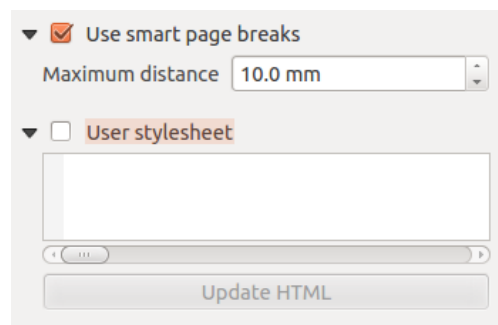 Use smart page breaks
Maximum distance 10.0 mm
User stylesheet
Update HTML